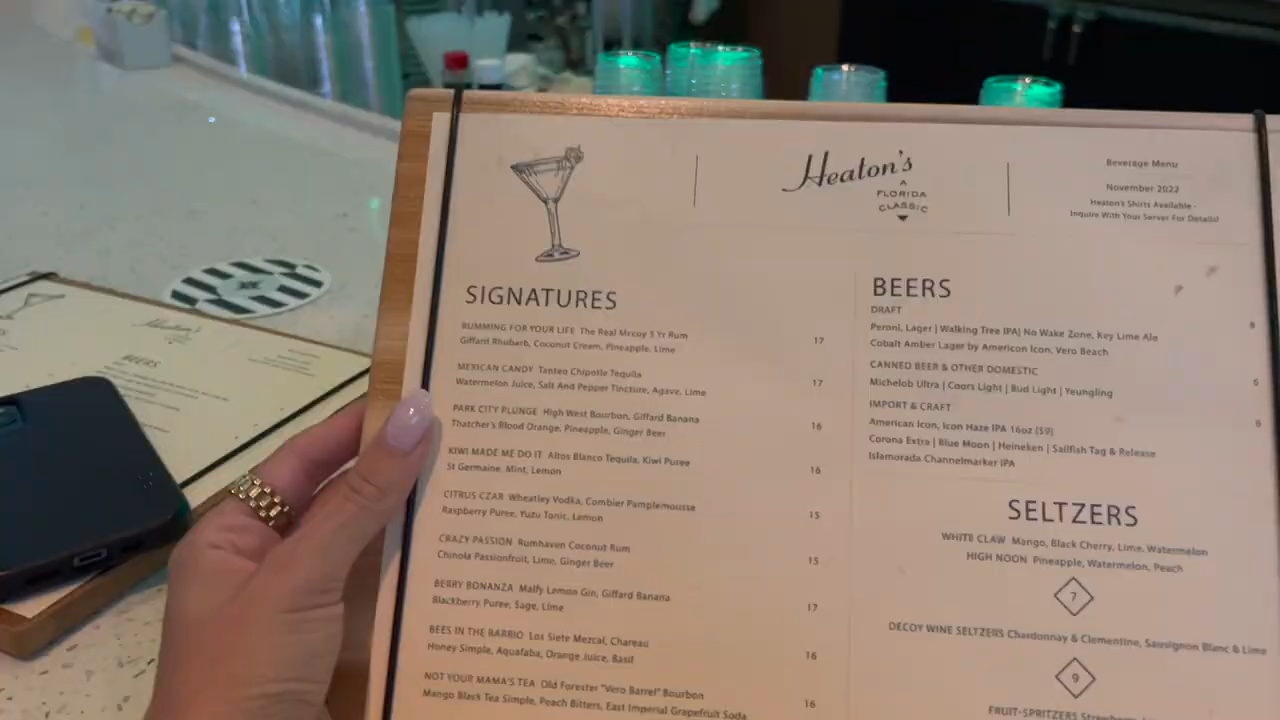 Heaton's
A
FLORIDA
CLASSIC
Beverage Menu
November 2022
Heaton's Shirts Available -
Inquire With Your Server For Details!
SIGNATURES
RUMMING FOR YOUR LIFE The Real Mccoy 3 Yr Rum
Giffard Rhubarb, Coconut Cream, Pineapple, Lime
17
MEXICAN CANDY Tanteo Chipotle Tequila
Watermelon Juice, Salt And Pepper Tincture, Agave, Lime
17
PARK CITY PLUNGE High West Bourbon, Giffard Banana
Thatcher's Blood Orange, Pineapple, Ginger Beer
16
KIWI MADE ME DO IT Altos Blanco Tequila, Kiwi Puree
St Germaine, Mint, Lemon
16
CITRUS CZAR Wheatley Vodka, Combier Pamplemousse
Raspberry Puree, Yuzu Tonic, Lemon
15
CRAZY PASSION Rumhaven Coconut Rum
Chinola Passionfruit, Lime, Ginger Beer
15
BERRY BONANZA Malfy Lemon Gin, Giffard Banana
Blackberry Puree, Sage, Lime
17
BEES IN THE BARRIO Los Siete Mezcal, Chareau
Honey Simple, Aquafaba, Orange Juice, Basil
16
NOT YOUR MAMA'S TEA Old Forester "Vero Barrel" Bourbon
Mango Black Tea Simple, Peach Bitters, East Imperial Grapefruit Soda
16
BEERS
DRAFT
Peroni, Lager | Walking Tree IPA| No Wake Zone, Key Lime Ale
Cobalt Amber Lager by American Icon, Vero Beach
CANNED BEER & OTHER DOMESTIC
Michelob Ultra | Coors Light | Bud Light | Yeungling
6
IMPORT & CRAFT
American Icon, Icon Haze IPA 16oz ($9)
Corona Extra | Blue Moon | Heineken | Sailfish Tag & Release
Islamorada Channelmarker IPA
SELTZERS
WHITE CLAW Mango, Black Cherry, Lime, Watermelon
HIGH NOON Pineapple, Watermelon, Peach
7
DECOY WINE SELTZERS Chardonnay & Clementine, Sauvignon Blanc & Lime
9
FRUIT-SPRITZERS
Heaton's
BEERS